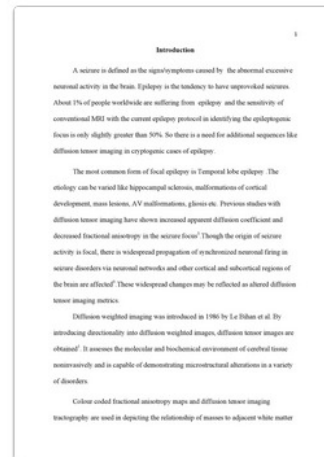 1
Introduction
A seizure is defined as the signs/symptoms caused by the abnormal excessive
neuronal activity in the brain. Epilepsy is the tendency to have unprovoked seizures.
About 1% of people worldwide are suffering from epilepsy and the sensitivity of
conventional MRI with the current epilepsy protocol in identifying the epileptogenic
focus is only slightly greater than 50%. So there is a need for additional sequences like
diffusion tensor imaging in cryptogenic cases of epilepsy.
The most common form of focal epilepsy is Temporal lobe epilepsy .The
etiology can be varied like hippocampal sclerosis, malformations of cortical
development, mass lesions, AV malformations, gliosis etc. Previous studies with
diffusion tensor imaging have shown increased apparent diffusion coefficient and
decreased fractional anisotropy in the seizure focus Though the origin of seizure
activity is focal, there is widespread propagation of synchronized neuronal firing in
seizure disorders via neuronal networks and other cortical and subcortical regions of
the brain are affected .These widespread changes may be reflected as altered diffusion
tensor imaging metrics.
Diffusion weighted imaging was introduced in 1986 by Le Bihan et al. By
introducing directionality into diffusion weighted images, diffusion tensor images are
obtained . It assesses the molecular and biochemical environment of cerebral tissue
noninvasively and is capable of demonstrating microstructural alterations in a variety
of disorders.
Colour coded fractional anisotropy maps and diffusion tensor imaging
tractography are used in depicting the relationship of masses to adjacent white matter